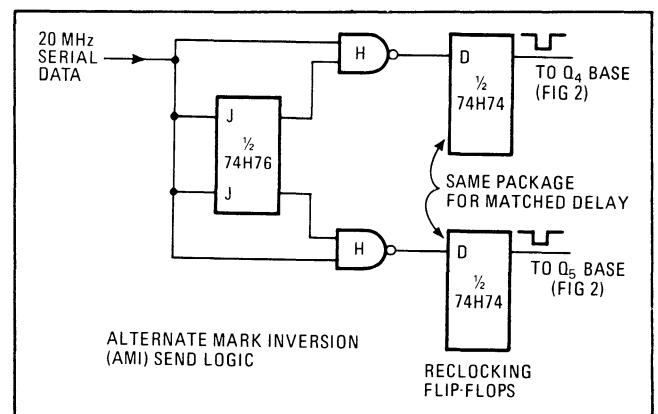 20 MHz
SERIAL
DATA
H
D
½
74H74
TO Q4 BASE
(FIG 2)
J
½
74H76
J
SAME PACKAGE
FOR MATCHED DELAY
H
D
½
74H74
TO Q5 BASE
(FIG 2)
ALTERNATE MARK INVERSION
(AMI) SEND LOGIC
RECLOCKING
FLIP-FLOPS